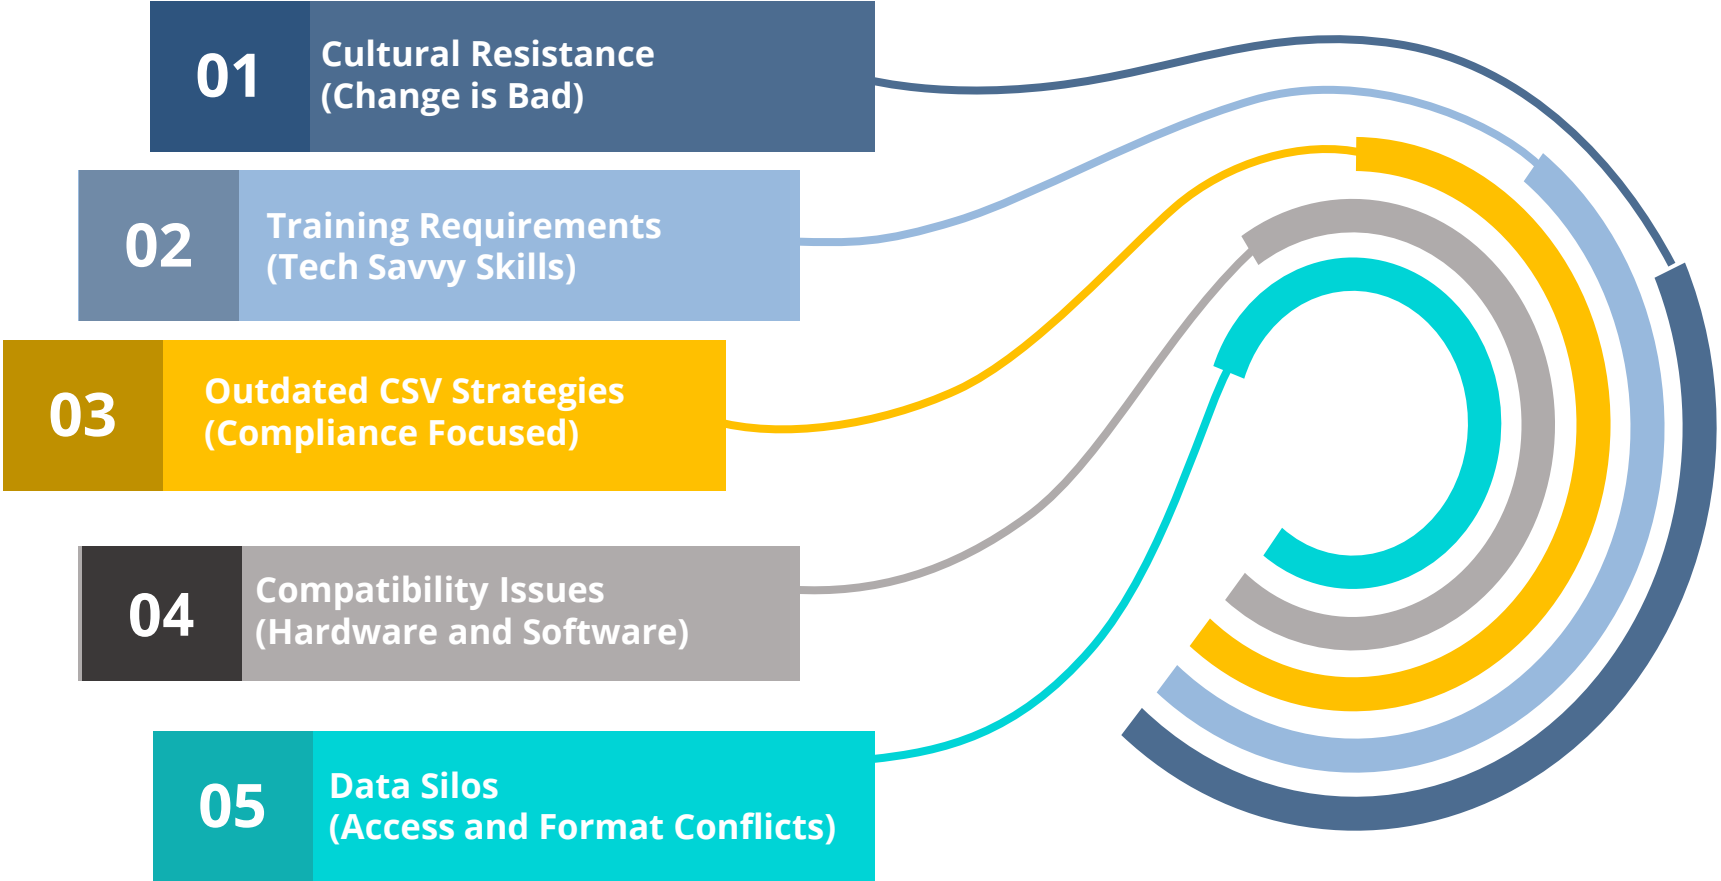 01
Cultural Resistance
(Change is Bad)
02
Training Requirements
(Tech Savvy Skills)
03
Outdated CSV Strategies
(Compliance Focused)
04
Compatibility Issues
(Hardware and Software)
05
Data Silos
(Access and Format Conflicts)